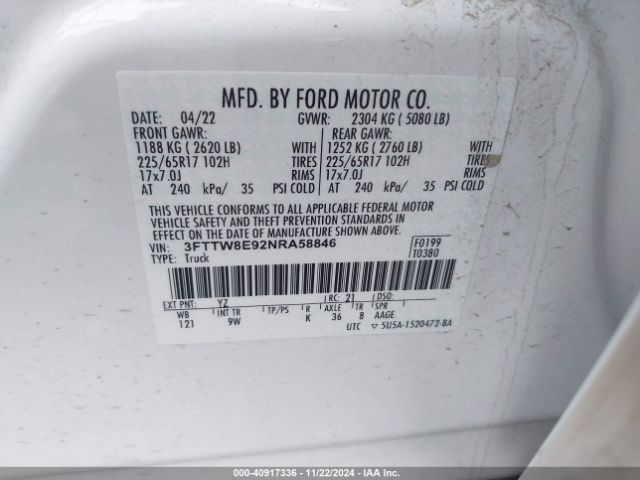 MFD. BY FORD MOTOR CO.
DATE: 04/22 GVWR: 2304 KG ( 5080 LB)
FRONT GAWR: REAR GAWR:
1188 KG ( 2620 LB) WITH 1252 KG ( 2760 LB) WITH
225/65R17 102H TIRES 225/65R17 102H TIRES
17x7.0J RIMS 17x7.0J RIMS
AT 240 kPa/ 35 PSI COLD AT 240 kPa/ 35 PSI COLD
THIS VEHICLE CONFORMS TO ALL APPLICABLE FEDERAL MOTOR
VEHICLE SAFETY AND THEFT PREVENTION STANDARDS IN
EFFECT ON THE DATE OF MANUFACTURE SHOWN ABOVE.
VIN: 3FTTW8E92NRA58846 F0199
TYPE: Truck T0380
EXT PNT: YZ RC: 21 DSO:
WB INT TR TP/PS R AXLE TR SPR
121 9W K 36 8 AAGE
UTC ▽ 5U5A-1520472-BA
000-40917336 - 11/22/2024 - IAA Inc.